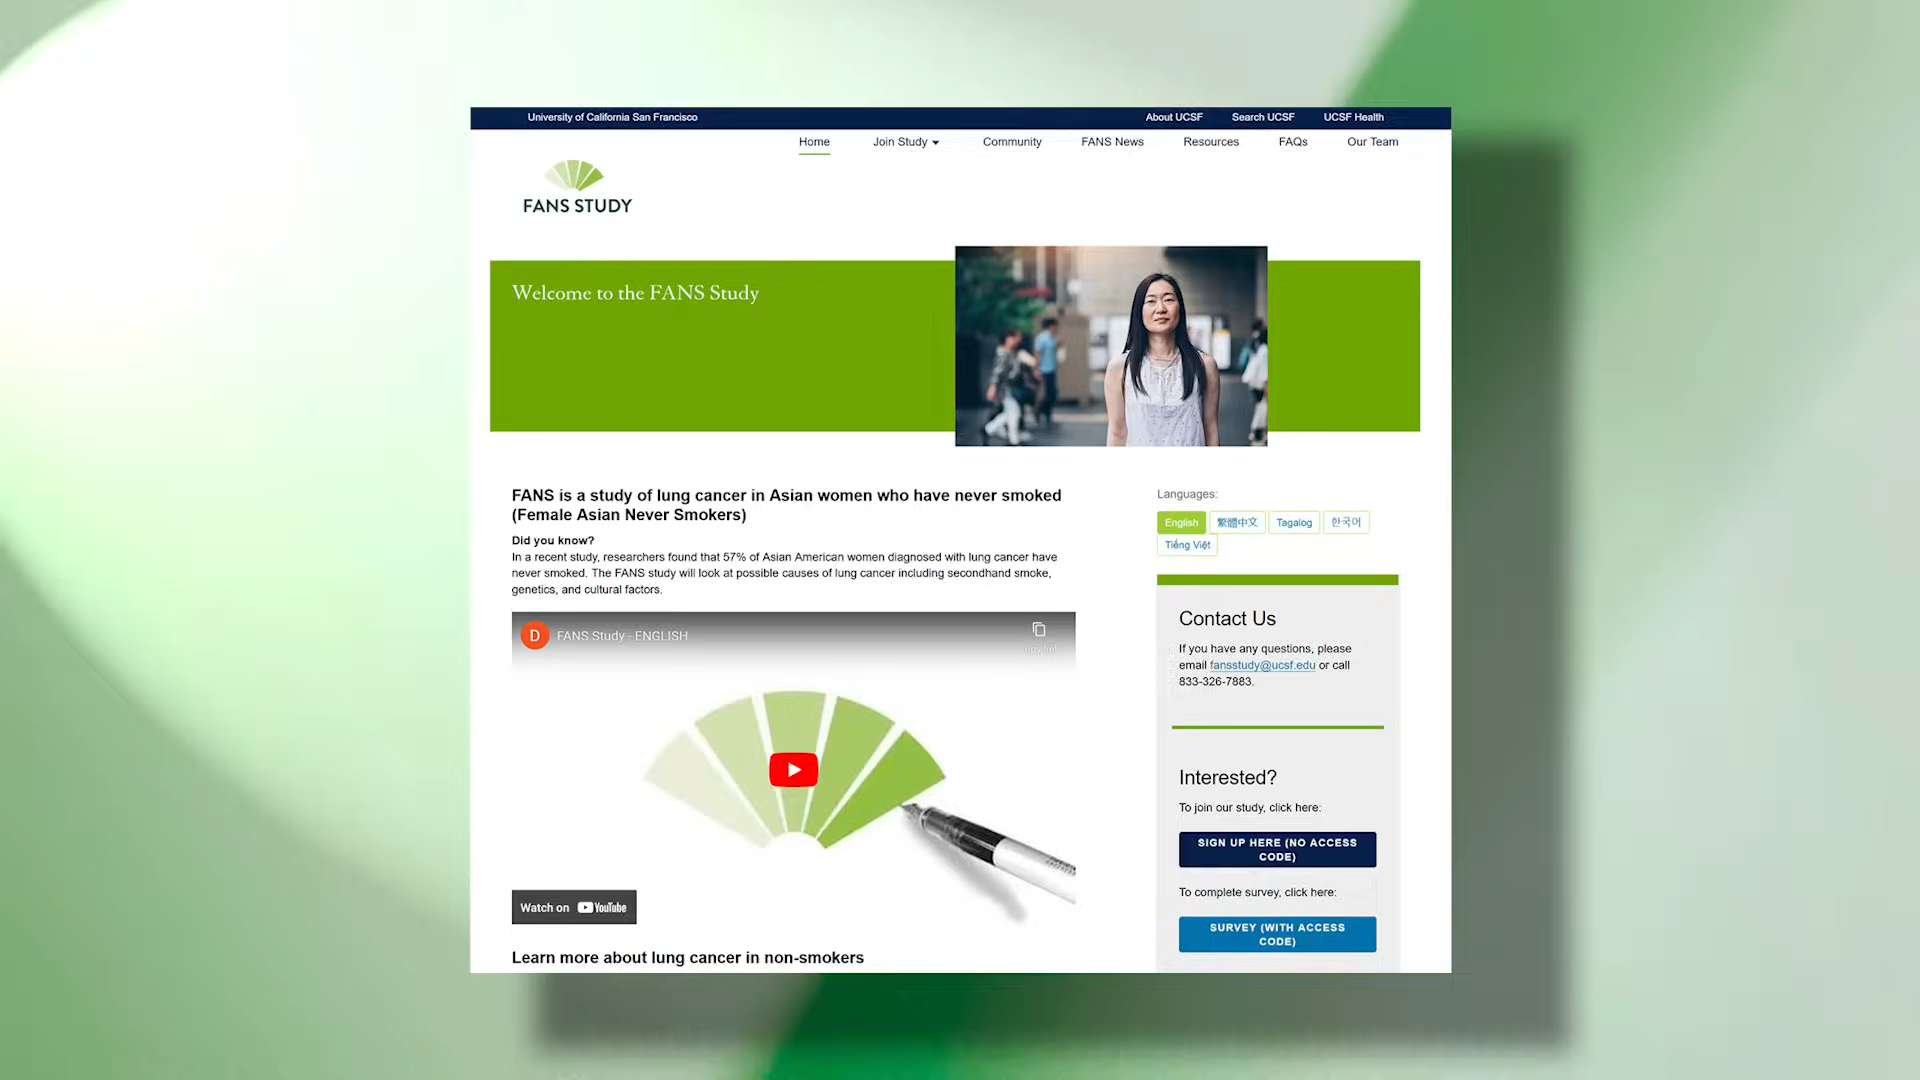 University of California San Francisco
About UCSF
Search UCSF
UCSF Health
Home
Join Study
Community
FANS News
Resources
FAQs
Our Team
FANS STUDY
Welcome to the FANS Study
FANS is a study of lung cancer in Asian women who have never smoked
(Female Asian Never Smokers)
Did you know?
In a recent study, researchers found that 57% of Asian American women diagnosed with lung cancer have
never smoked. The FANS study will look at possible causes of lung cancer including secondhand smoke,
genetics, and cultural factors.
D
FANS Study - ENGLISH
Watch on YouTube
Learn more about lung cancer in non-smokers
Languages:
English
繁體中文
Tagalog
한국어
Tiếng Việt
Contact Us
If you have any questions, please
email fansstudy@ucsf.edu or call
833-326-7883.
Interested?
To join our study, click here:
SIGN UP HERE (NO ACCESS
CODE)
To complete survey, click here:
SURVEY (WITH ACCESS
CODE)